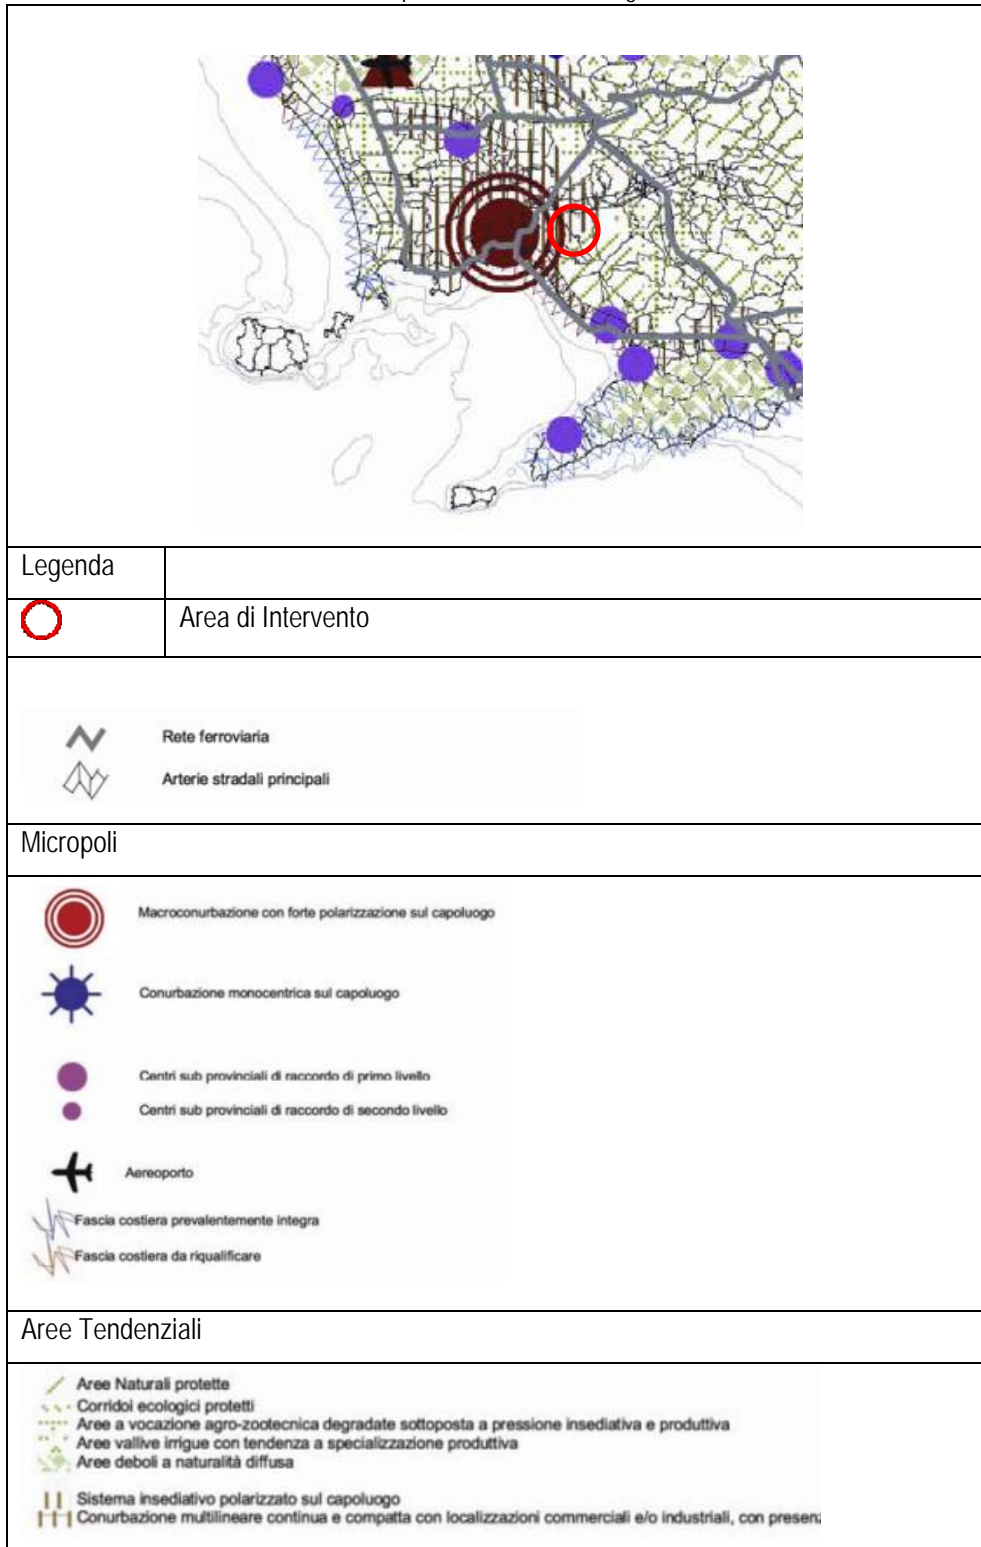 Legenda
Area di Intervento
Rete ferroviaria
Arterie stradali principali
Micropoli
Macroconurbazione con forte polarizzazione sul capoluogo
Conurbazione monocentrica sul capoluogo
Centri sub provinciali di raccordo di primo livello
Centri sub provinciali di raccordo di secondo livello
Aereoporto
Fascia costiera prevalentemente integra
Fascia costiera da riqualificare
Aree Tendenziali
Aree Naturali protette
Corridoi ecologici protetti
Aree a vocazione agro-zootecnica degradate sottoposta a pressione insediativa e produttiva
Aree vallive irrigue con tendenza a specializzazione produttiva
Aree deboli a naturalità diffusa
Sistema insediativo polarizzato sul capoluogo
Conurbazione multilineare continua e compatta con localizzazioni commerciali e/o industriali, con